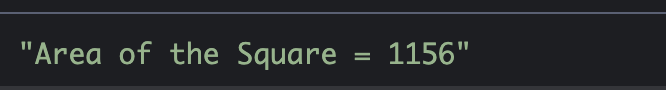 "Area of the Square = 1156"